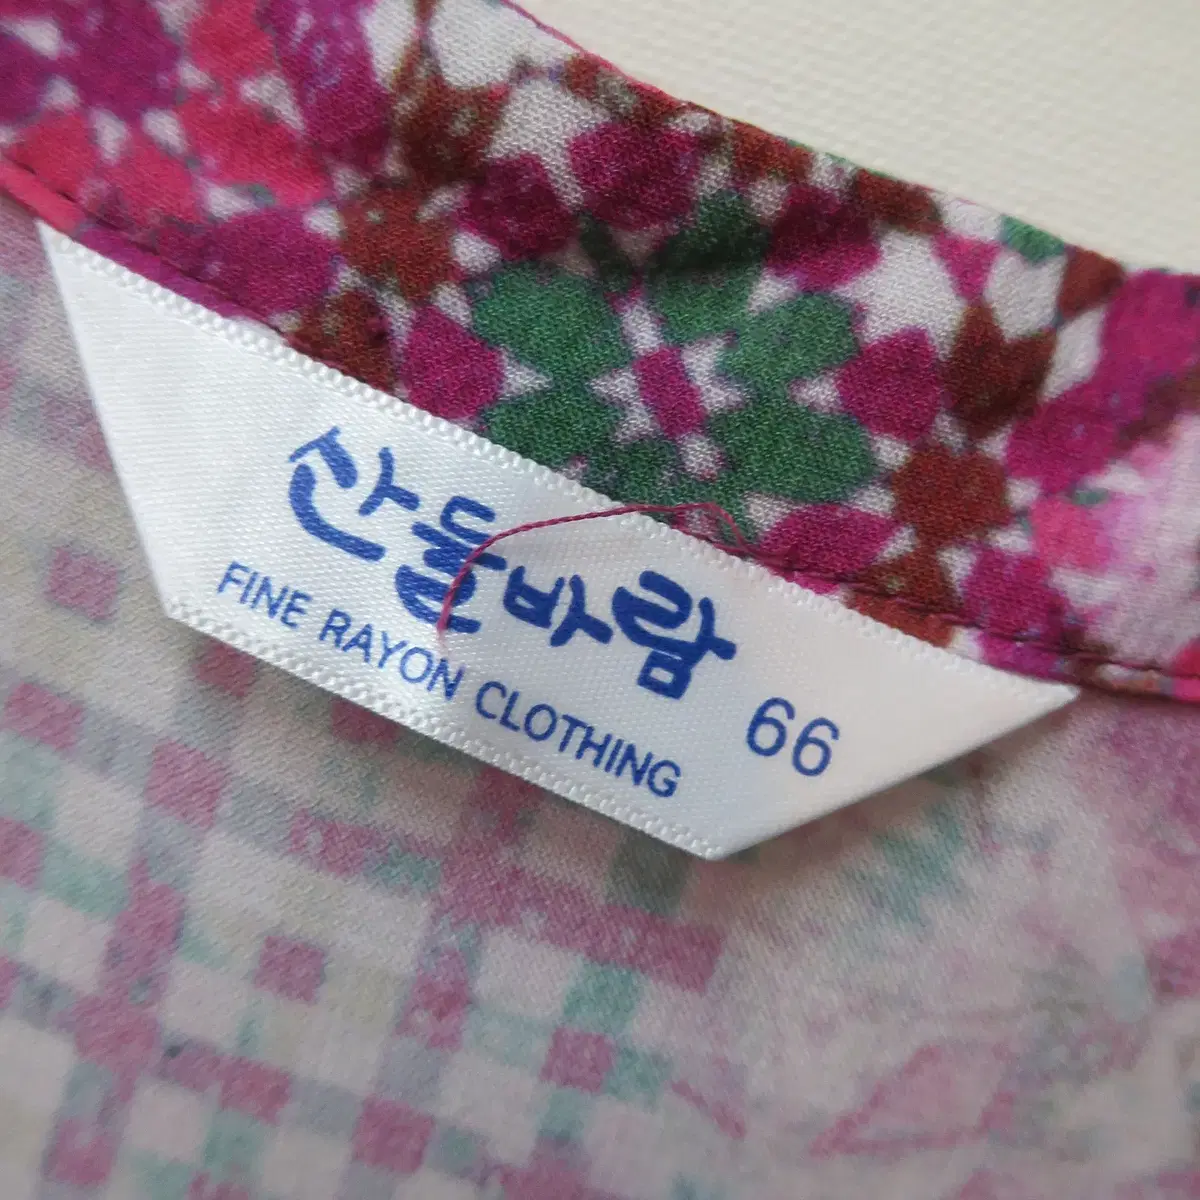 산들바람
FINE RAYON CLOTHING
66